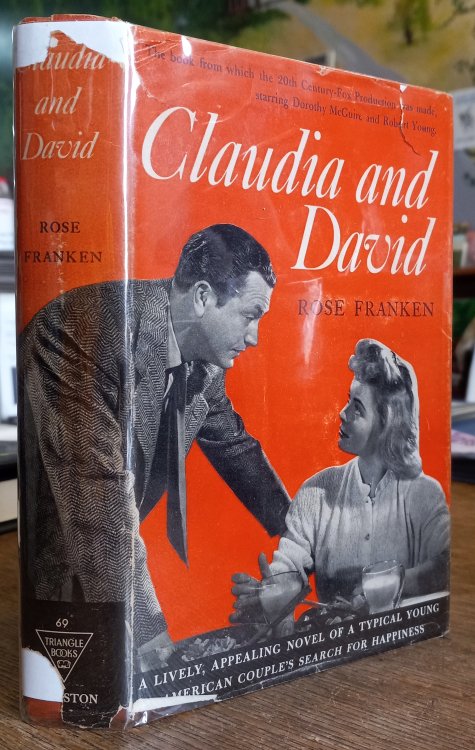 Claudia
and
David
ROSE
FRANKEN
69
TRIANGLE
BOOKS
The book from which the 20th Century-Fox Production was made,
starring Dorothy McGuire and Robert Young.
Claudia and
David
ROSE FRANKEN
A LIVELY, APPEALING NOVEL OF A TYPICAL YOUNG
AMERICAN COUPLE'S SEARCH FOR HAPPINESS